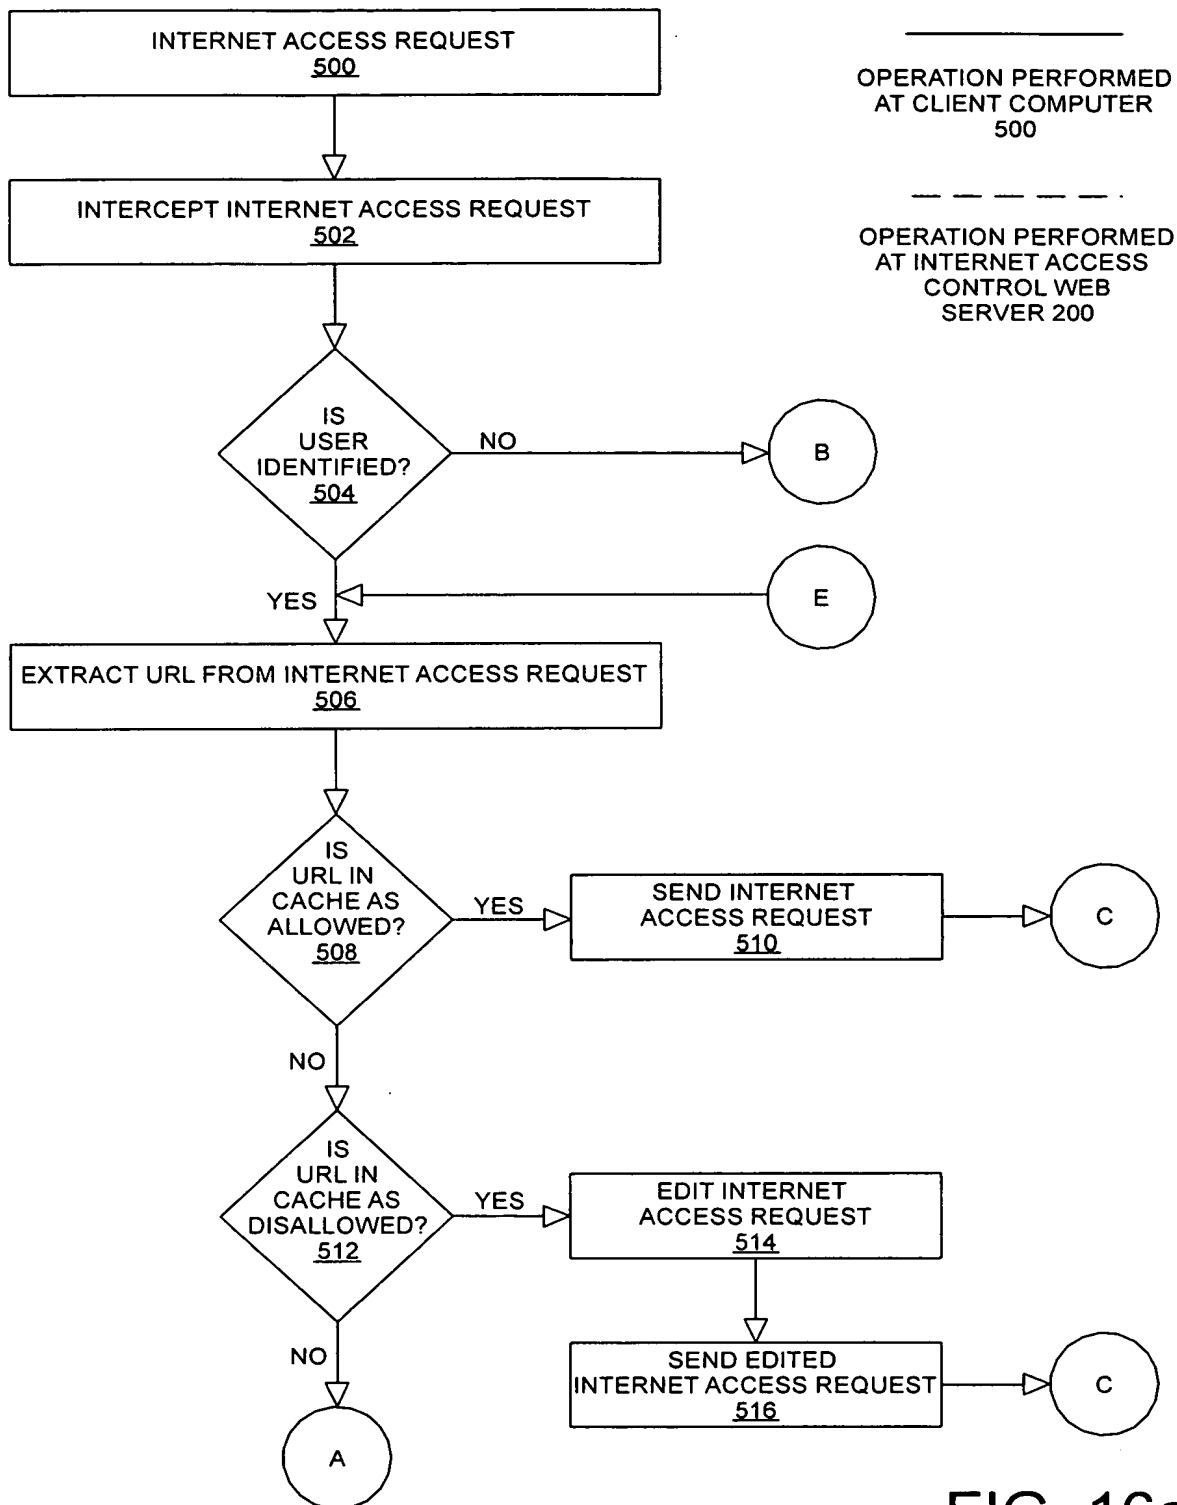 INTERNET ACCESS REQUEST
500
OPERATION PERFORMED
AT CLIENT COMPUTER
500
INTERCEPT INTERNET ACCESS REQUEST
502
OPERATION PERFORMED
AT INTERNET ACCESS
CONTROL WEB
SERVER 200
IS
USER
IDENTIFIED?
504
NO
B
YES
E
EXTRACT URL FROM INTERNET ACCESS REQUEST
506
IS
URL IN
CACHE AS
ALLOWED?
508
YES
SEND INTERNET
ACCESS REQUEST
510
C
NO
IS
URL IN
CACHE AS
DISALLOWED?
512
YES
EDIT INTERNET
ACCESS REQUEST
514
NO
SEND EDITED
INTERNET ACCESS REQUEST
516
C
A